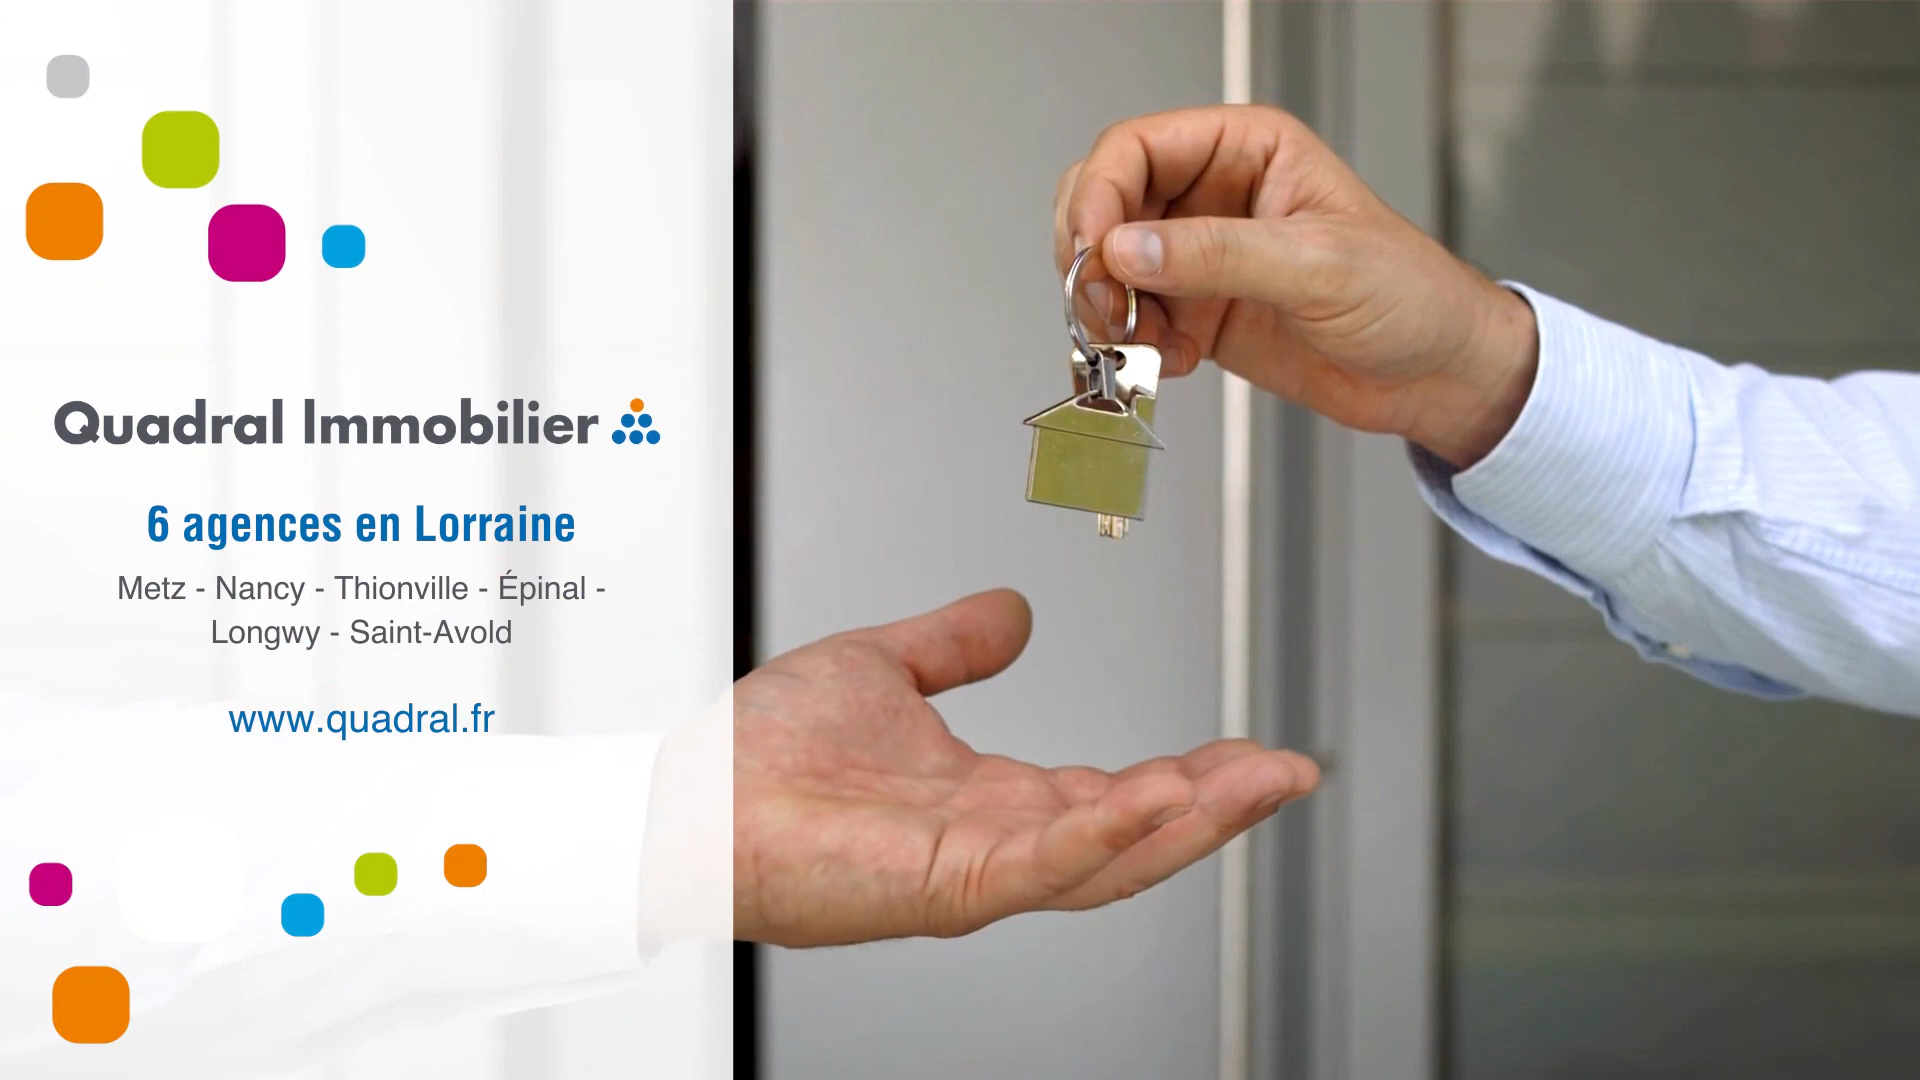 Quadral Immobilier
6 agences en Lorraine
Metz - Nancy - Thionville - Épinal -
Longwy - Saint-Avold
www.quadral.fr